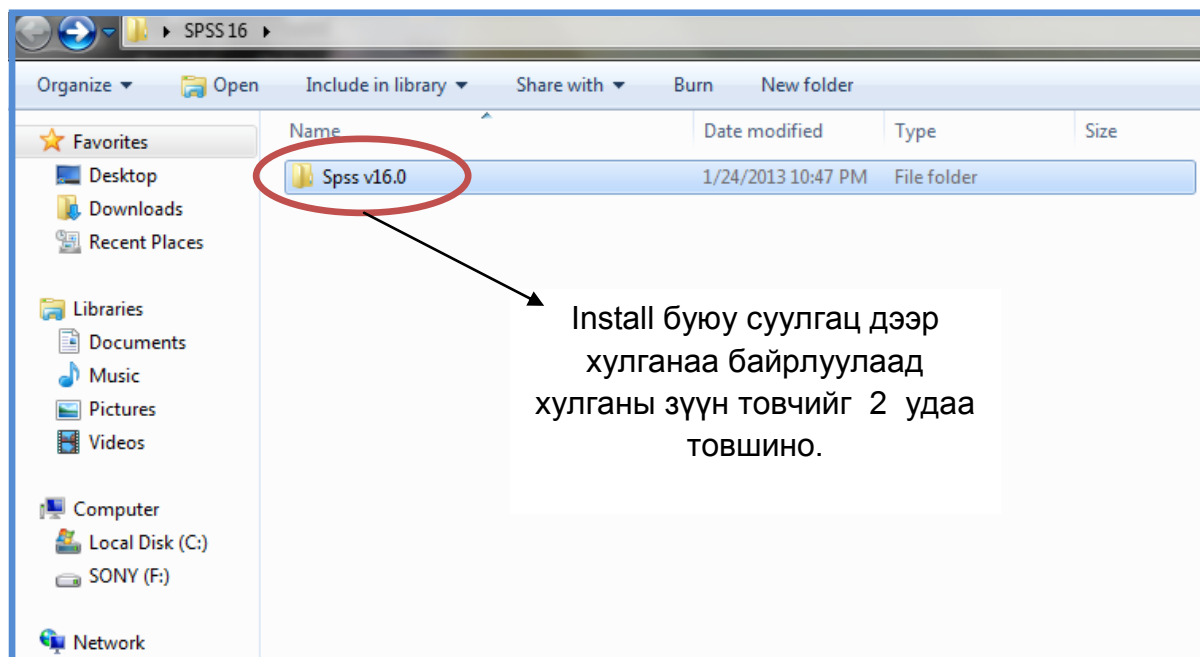 SPSS 16
Organize Open Include in library Share with Burn New folder
Name Date modified Type Size
Favorites
Desktop
Downloads
Recent Places
Libraries
Documents
Music
Pictures
Videos
Computer
Local Disk (C:)
SONY (F:)
Network
Spss v16.0 1/24/2013 10:47 PM File folder
Install буюу суулгац дээр
хулганаа байрлуулаад
хулганы зүүн товчийг 2 удаа
товшино.